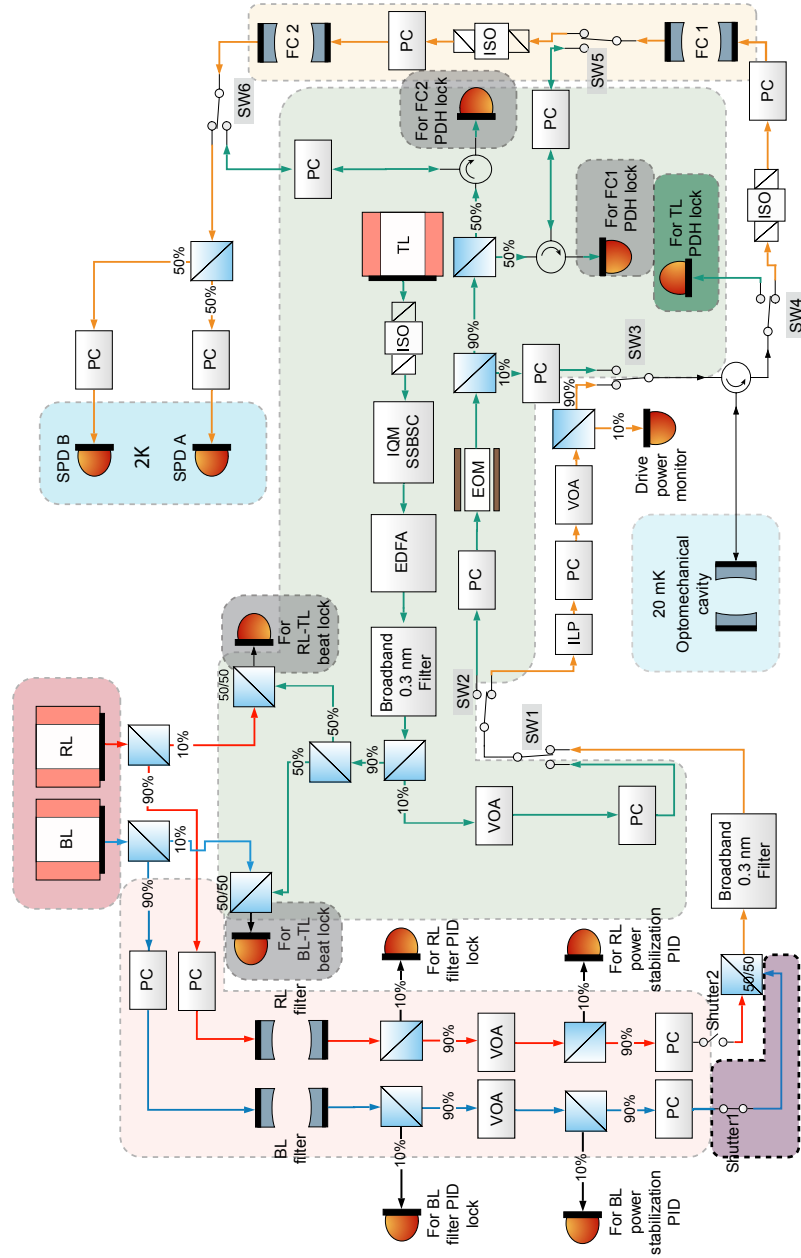 BL
RL
90%
10%
90%
10%
PC
PC
BL
filter
RL
filter
50/50
50/50
For
BL-TL
beat lock
For
RL-TL
beat lock
50%
50%
90%
10%
Broadband
0.3 nm
Filter
EDFA
IQM
SSBSC
ISO
TL
VOA
PC
10%
For BL
filter PID
lock
10%
For RL
filter PID
lock
90%
90%
VOA
VOA
10%
For BL
power
stabilization
PID
10%
For RL
power
stabilization
PID
90%
90%
PC
PC
Shutter1
Shutter2
50/50
Broadband
0.3 nm
Filter
SW1
SW2
PC
EOM
90%
10%
50%
50%
PC
For FC2
PDH lock
PC
For FC1
PDH lock
For TL
PDH lock
PC
SW3
ILP
PC
VOA
90%
10%
Drive
power
monitor
20 mK
Optomechanical
cavity
SW4
ISO
PC
FC 1
SW5
ISO
PC
FC 2
SW6
50%
50%
PC
PC
SPD B
2K
SPD A